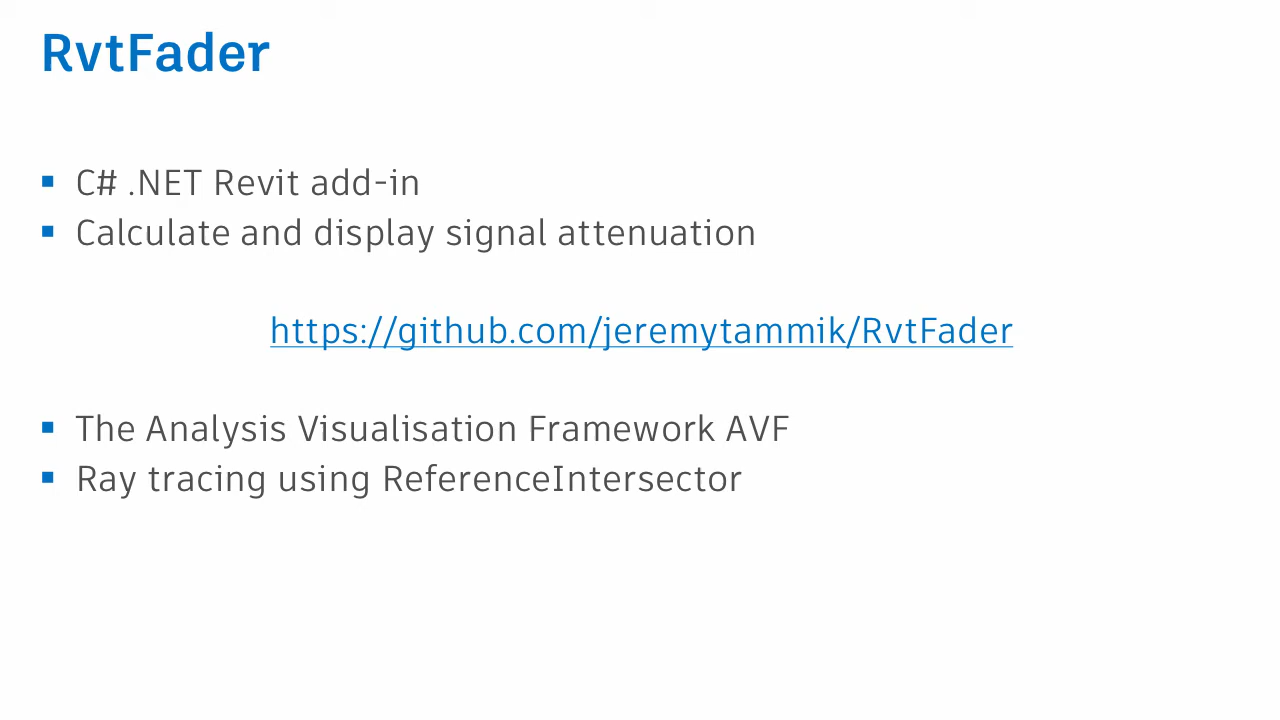 RvtFader
▪ C# .NET Revit add-in
▪ Calculate and display signal attenuation
https://github.com/jeremytammik/RvtFader
▪ The Analysis Visualisation Framework AVF
▪ Ray tracing using ReferenceIntersector